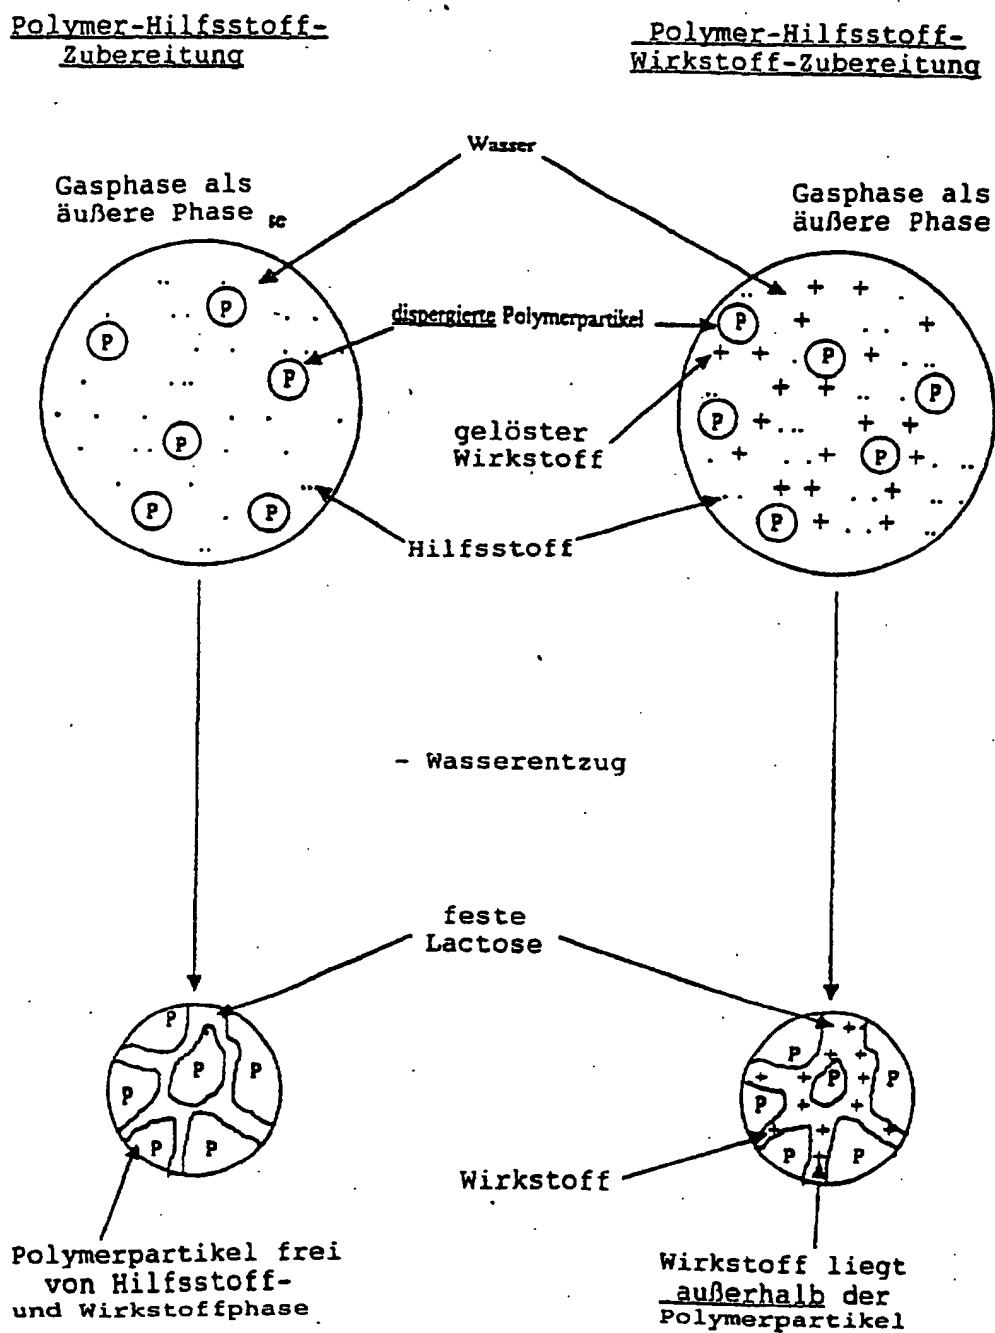 Polymer-Hilfsstoff-
Zubereitung
Polymer-Hilfsstoff-
Wirkstoff-Zubereitung
Wasser
Gasphase als
äußere Phase
Gasphase als
äußere Phase
P
P
P
P
P
P
dispergierte Polymerpartikel
P
P
P
P
P
P
gelöster
Wirkstoff
Hilfsstoff
- Wasserentzug
feste
Lactose
P
P
P
P
P
P
P
P
P
P
P
P
Wirkstoff
Polymerpartikel frei
von Hilfsstoff-
und Wirkstoffphase
Wirkstoff liegt
außerhalb der
Polymerpartikel